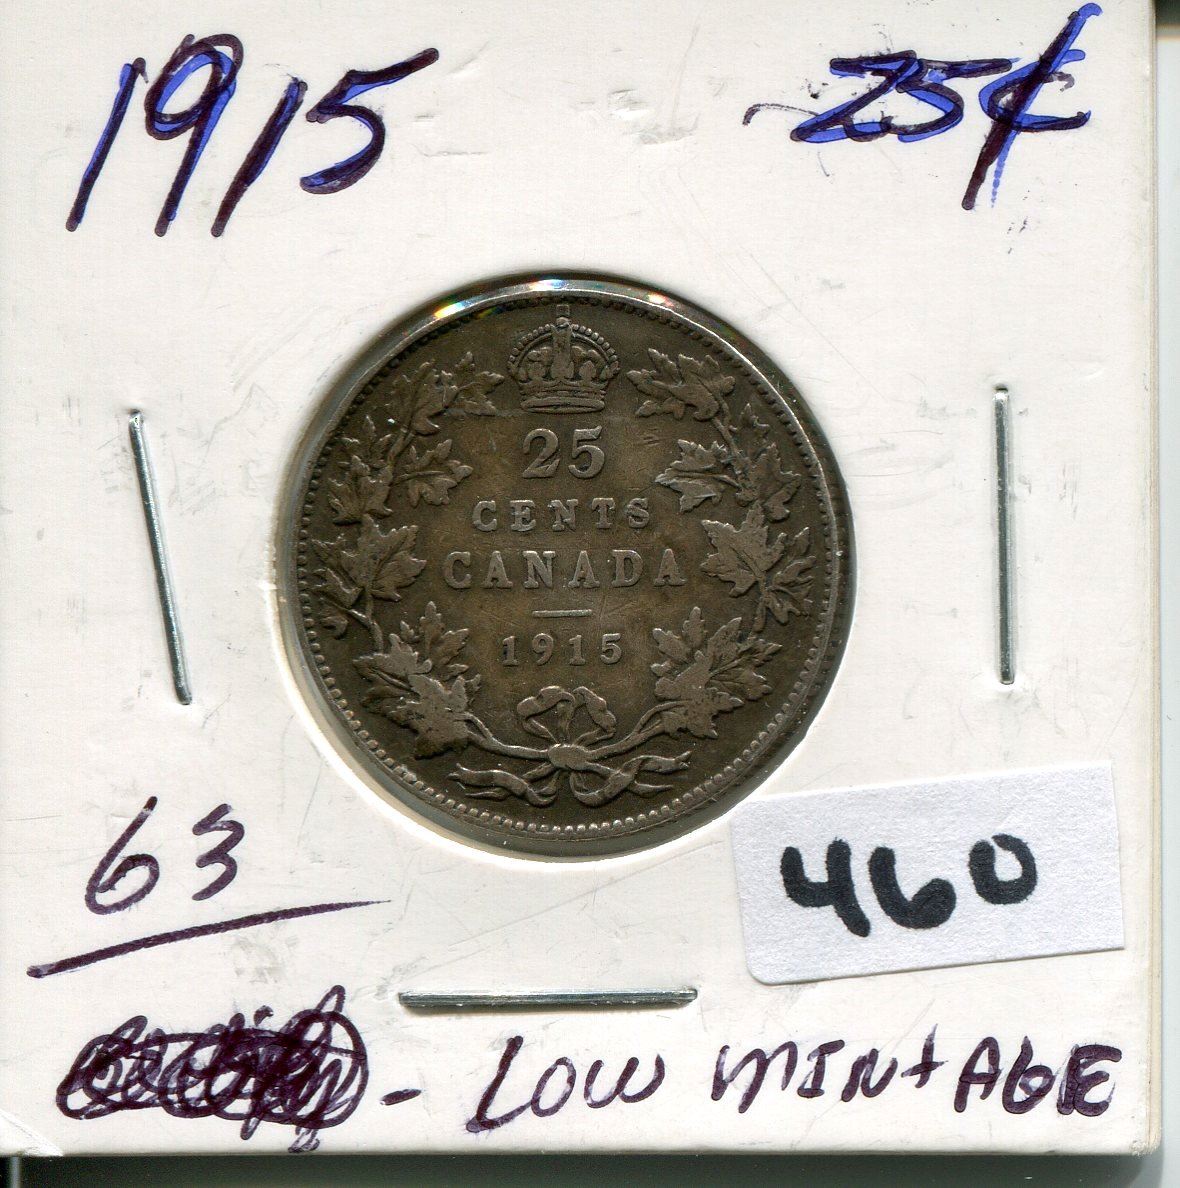 1915 25¢
25
CENTS
CANADA
1915
63
460
- LOW MINTAGE